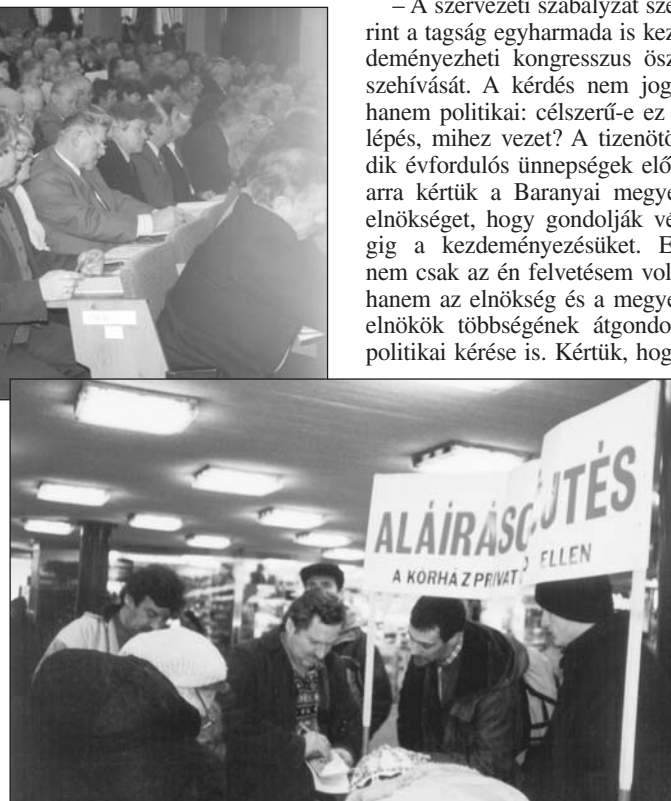 – A szervezeti szabályzat sze
rint a tagság egyharmada is kez
deményezheti kongresszus ösz
szehívását. A kérdés nem jog
hanem politikai: célszerű-e ez
lépés, mihez vezet? A tizenötö
dik évfordulós ünnepségek elő
arra kértük a Baranyai megye
elnökséget, hogy gondolják vé
gig a kezdeményezésüket. E
nem csak az én felvetésem vol
hanem az elnökség és a megye
elnökök többségének átgondo
politikai kérése is. Kértük, hog
ALÁÍRÁSG JTÉS
A KÓRHÁZPRIVAT ELLEN